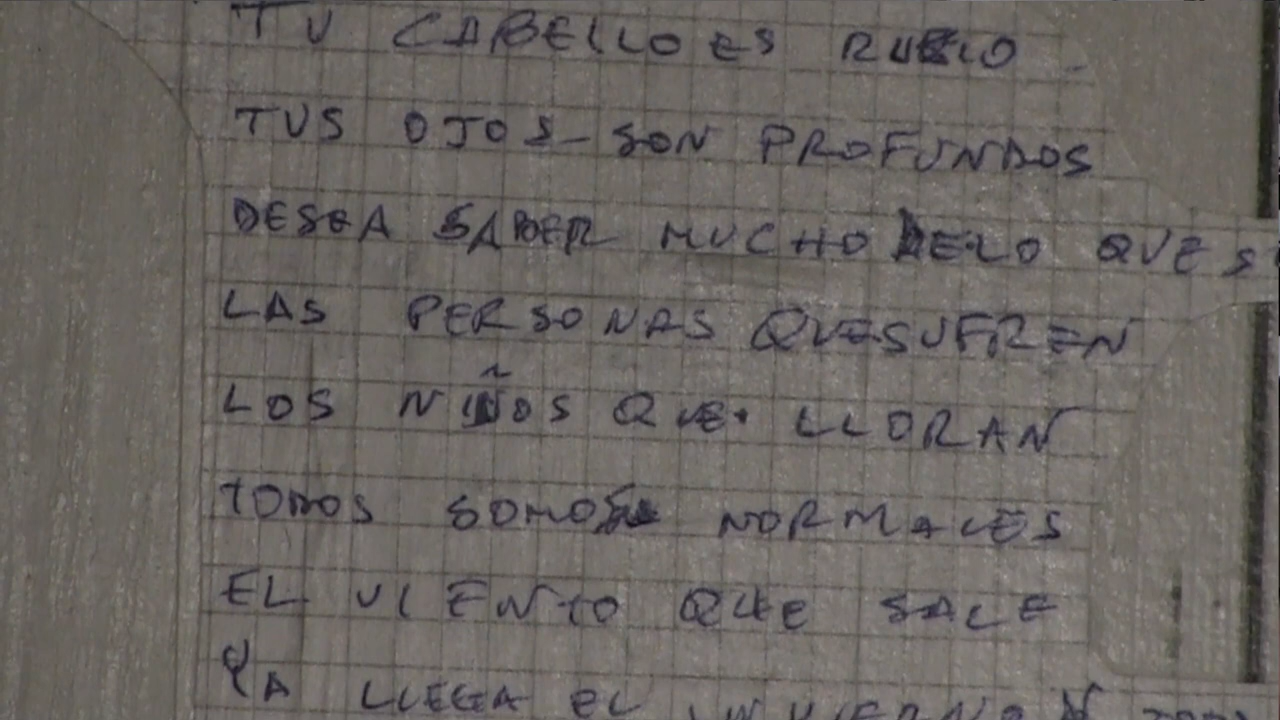 TU CABELLO ES RUBIO
TUS OJOS SON PROFUNDOS
DESEA SABER MUCHO DE LO QUE S
LAS PERSONAS QUE SUFREN
LOS NIÑOS QUE LLORAN
TODOS SOMOS NORMALES
EL VIENTO QUE SALE
YA LLEGA EL INVIERNO